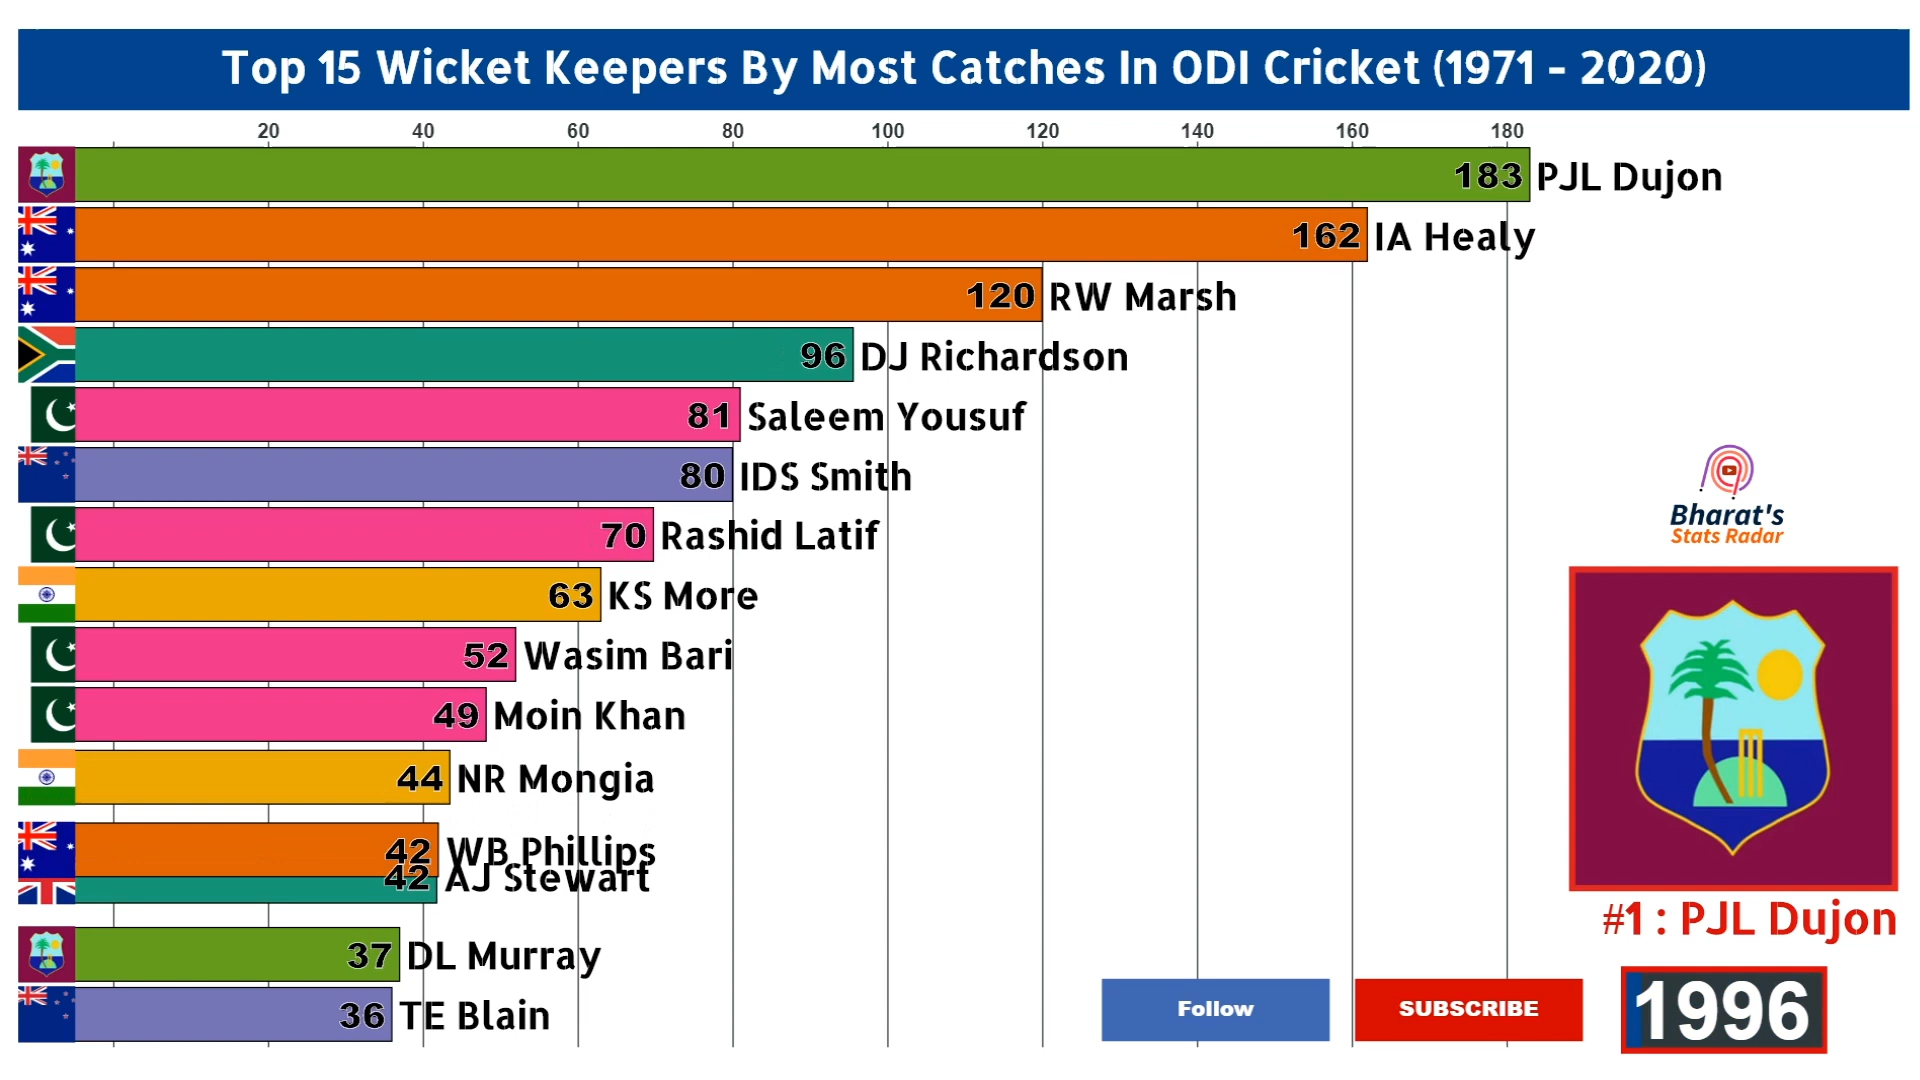 Top 15 Wicket Keepers By Most Catches In ODI Cricket (1971 - 2020)
20 40 60 80 100 120 140 160 180
183 PJL Dujon
162 IA Healy
120 RW Marsh
96 DJ Richardson
81 Saleem Yousuf
80 IDS Smith
70 Rashid Latif
63 KS More
52 Wasim Bari
49 Moin Khan
44 NR Mongia
42 WB Phillips
42 AJ Stewart
37 DL Murray
36 TE Blain
Bharat's
Stats Radar
#1 : PJL Dujon
Follow
SUBSCRIBE
1996